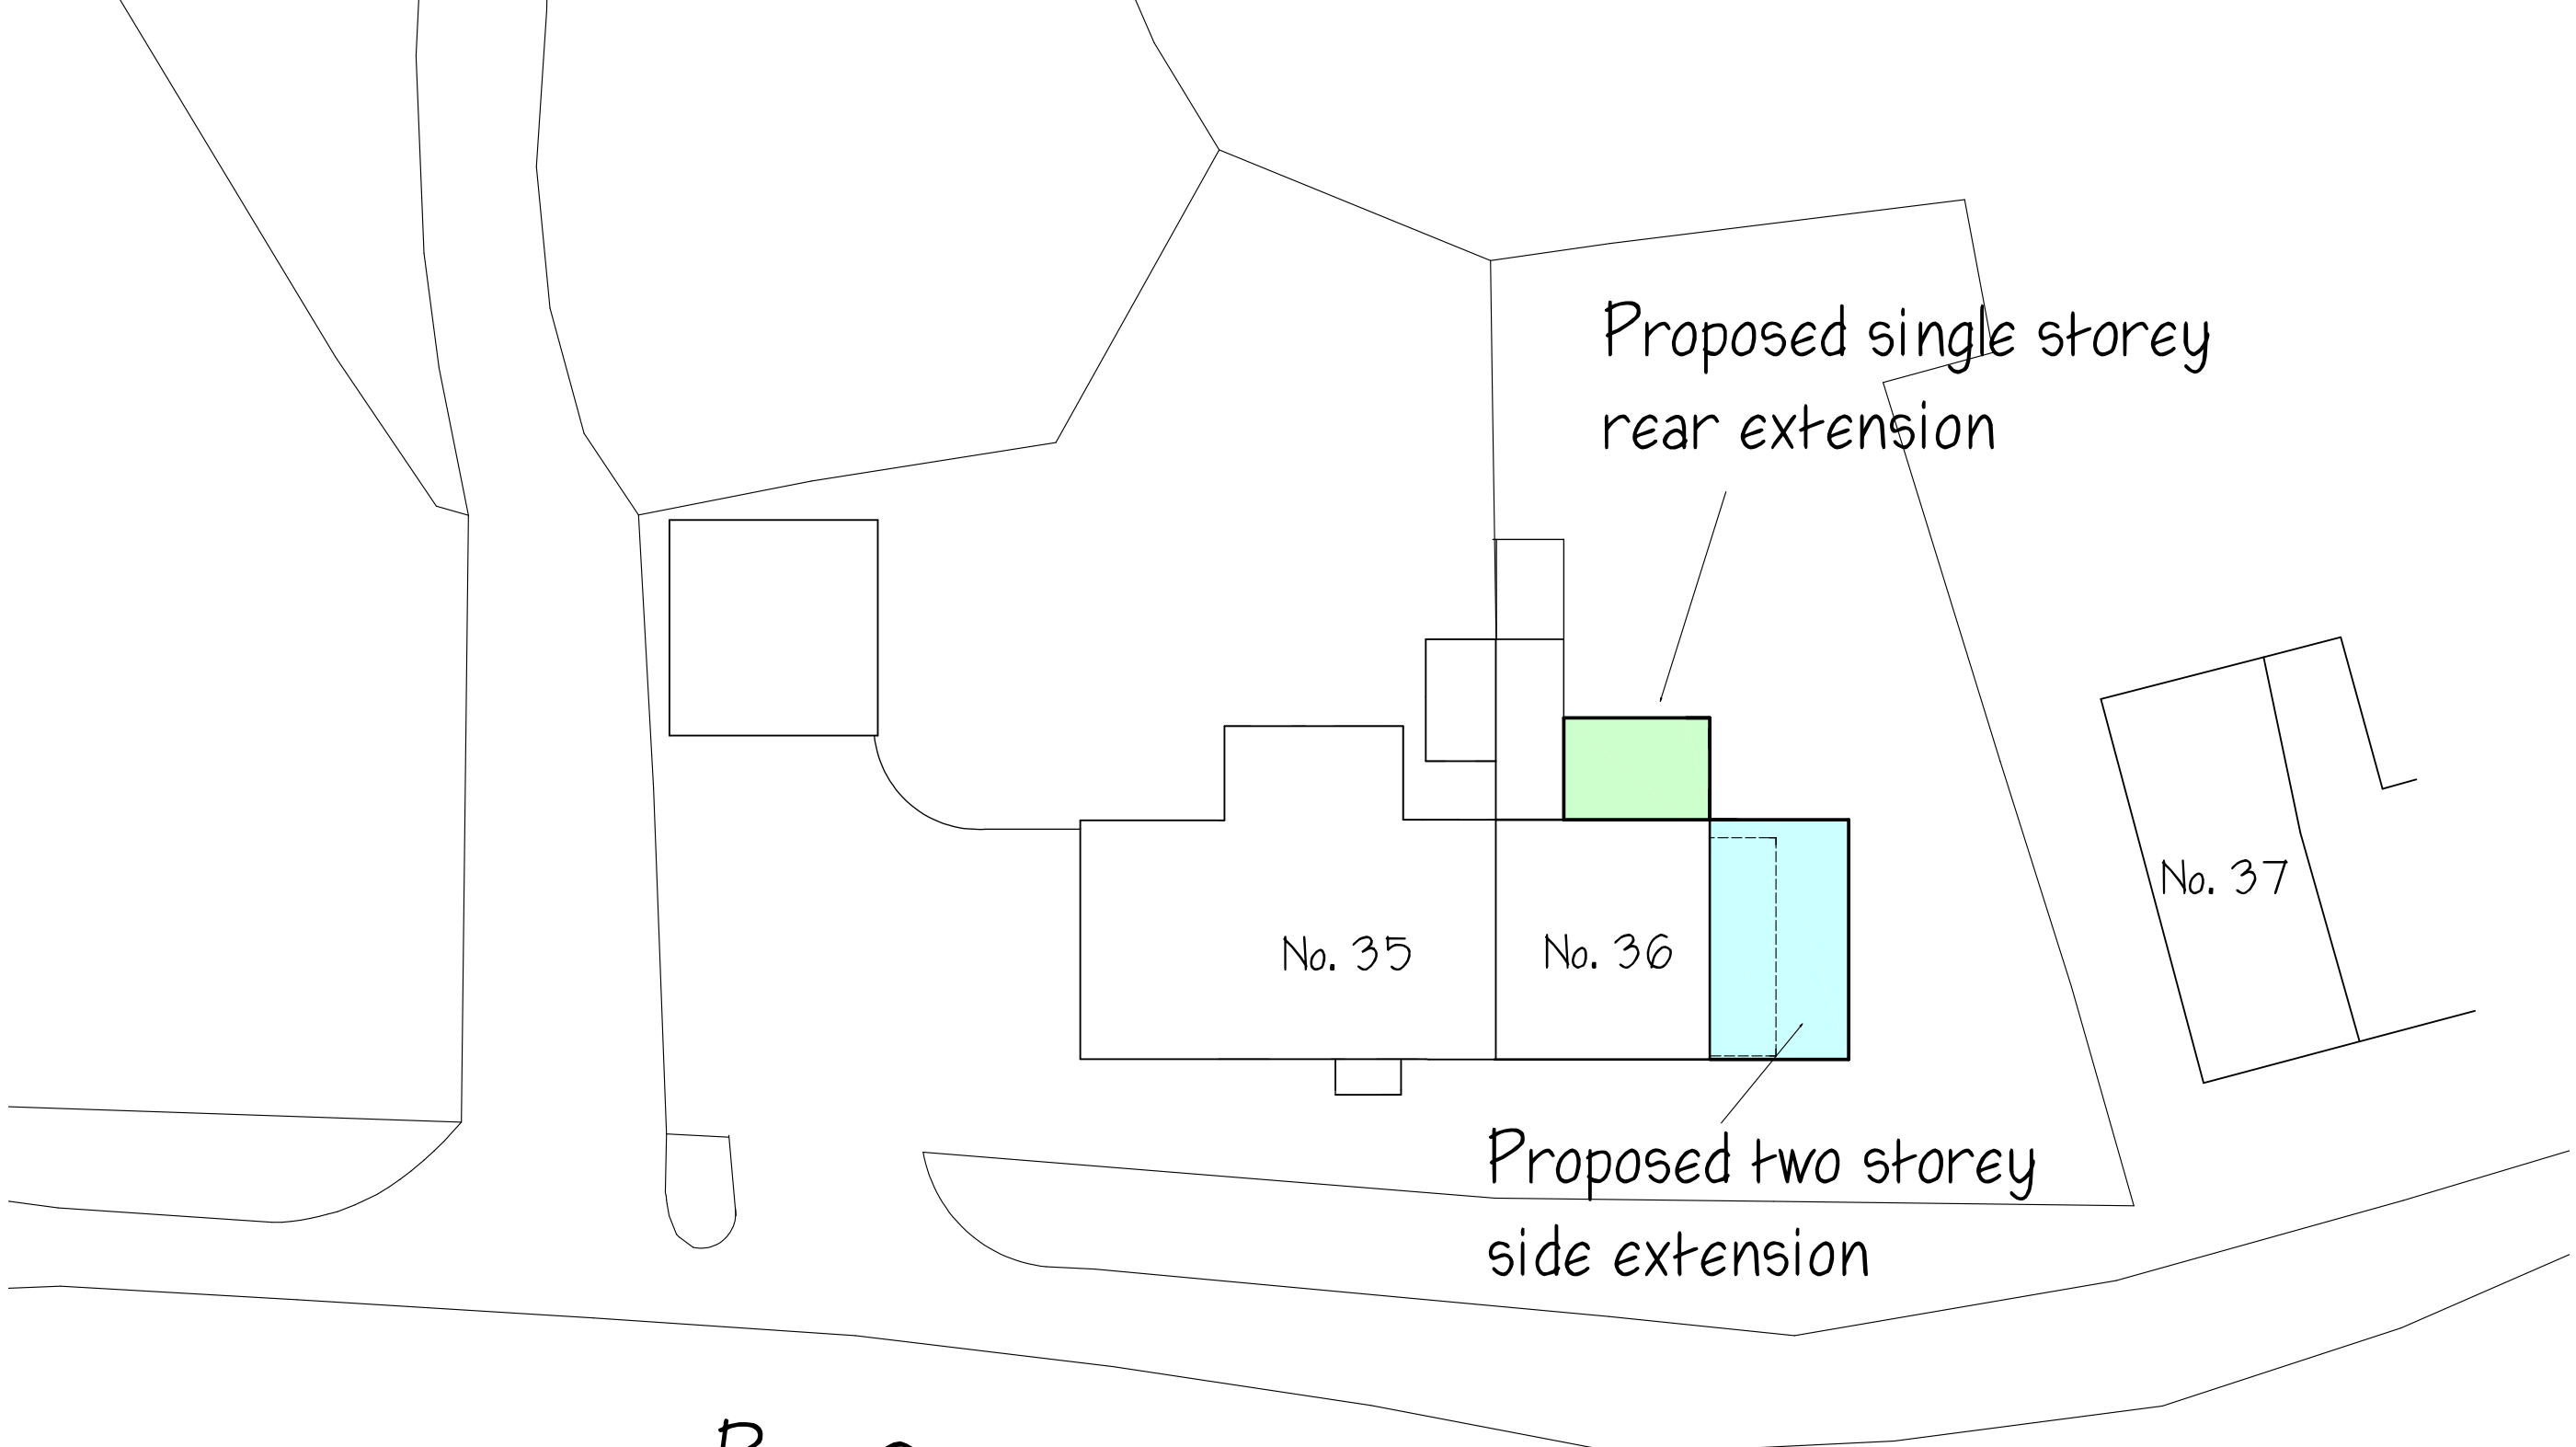 Proposed single storey
rear extension
No. 37
No. 35
No. 36
Proposed two storey
side extension